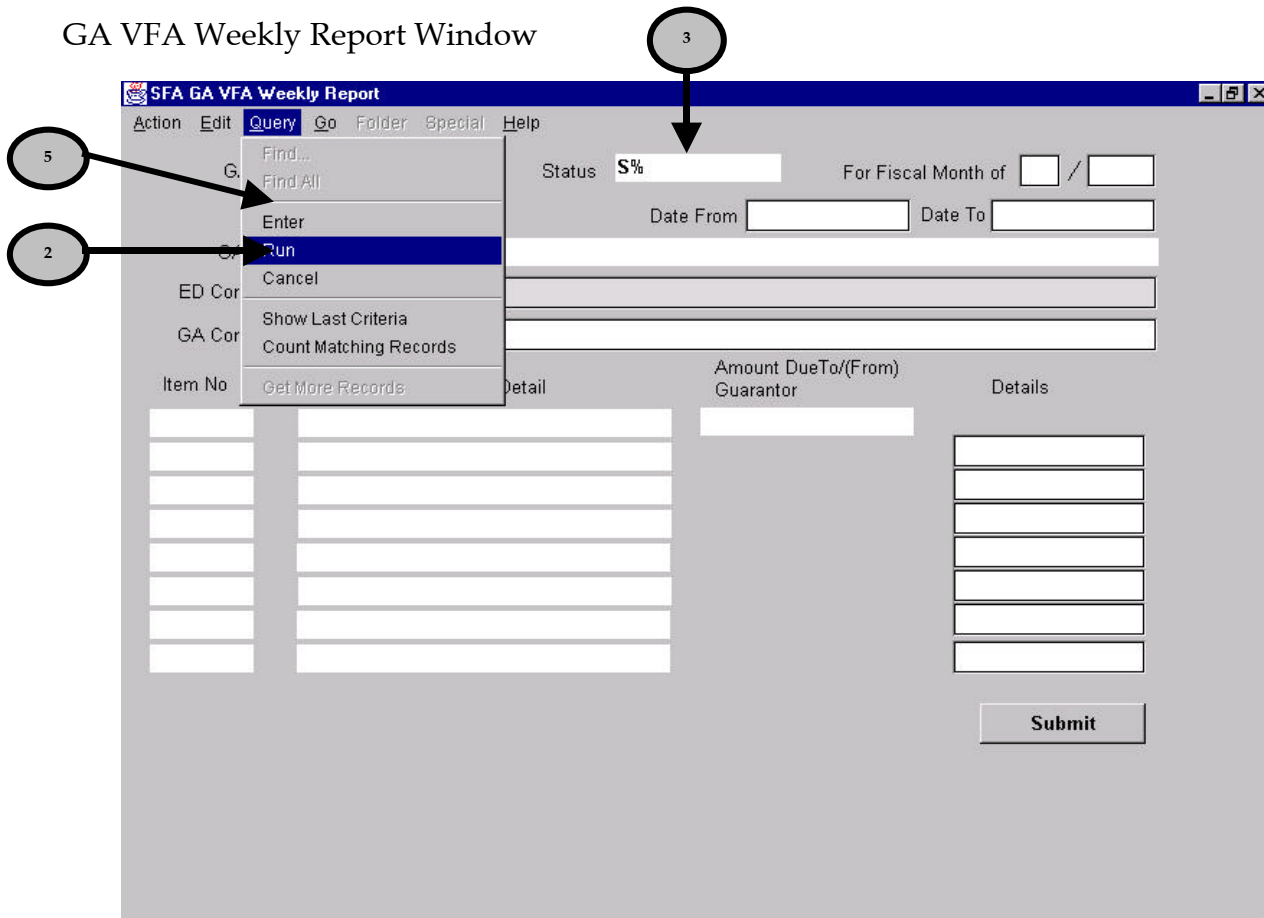 GA VFA Weekly Report Window
3
SFA GA VFA Weekly Report
Action Edit Query Go Folder Special Help
5
G. Status S% For Fiscal Month of /
Find...
Find All
Date From Date To
Enter
2
Run
Cancel
ED Cor
Show Last Criteria
GA Cor
Count Matching Records
Item No Detail Amount DueTo/(From)
Guarantor Details
Get More Records
Submit